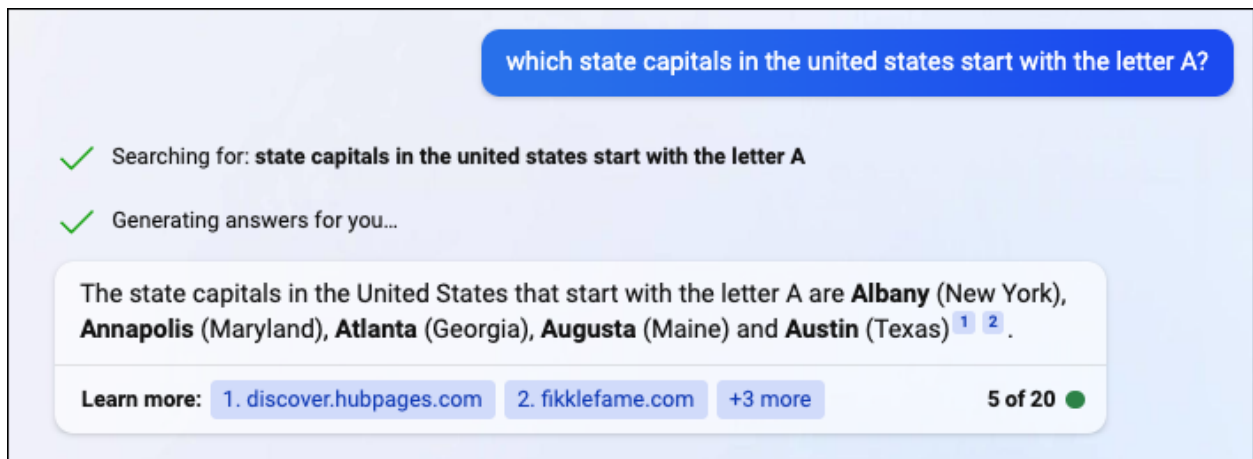 which state capitals in the united states start with the letter A?
Searching for: state capitals in the united states start with the letter A
Generating answers for you...
The state capitals in the United States that start with the letter A are Albany (New York),
Annapolis (Maryland), Atlanta (Georgia), Augusta (Maine) and Austin (Texas) 1 2 .
Learn more: 1. discover.hubpages.com 2. fikklefame.com +3 more 5 of 20